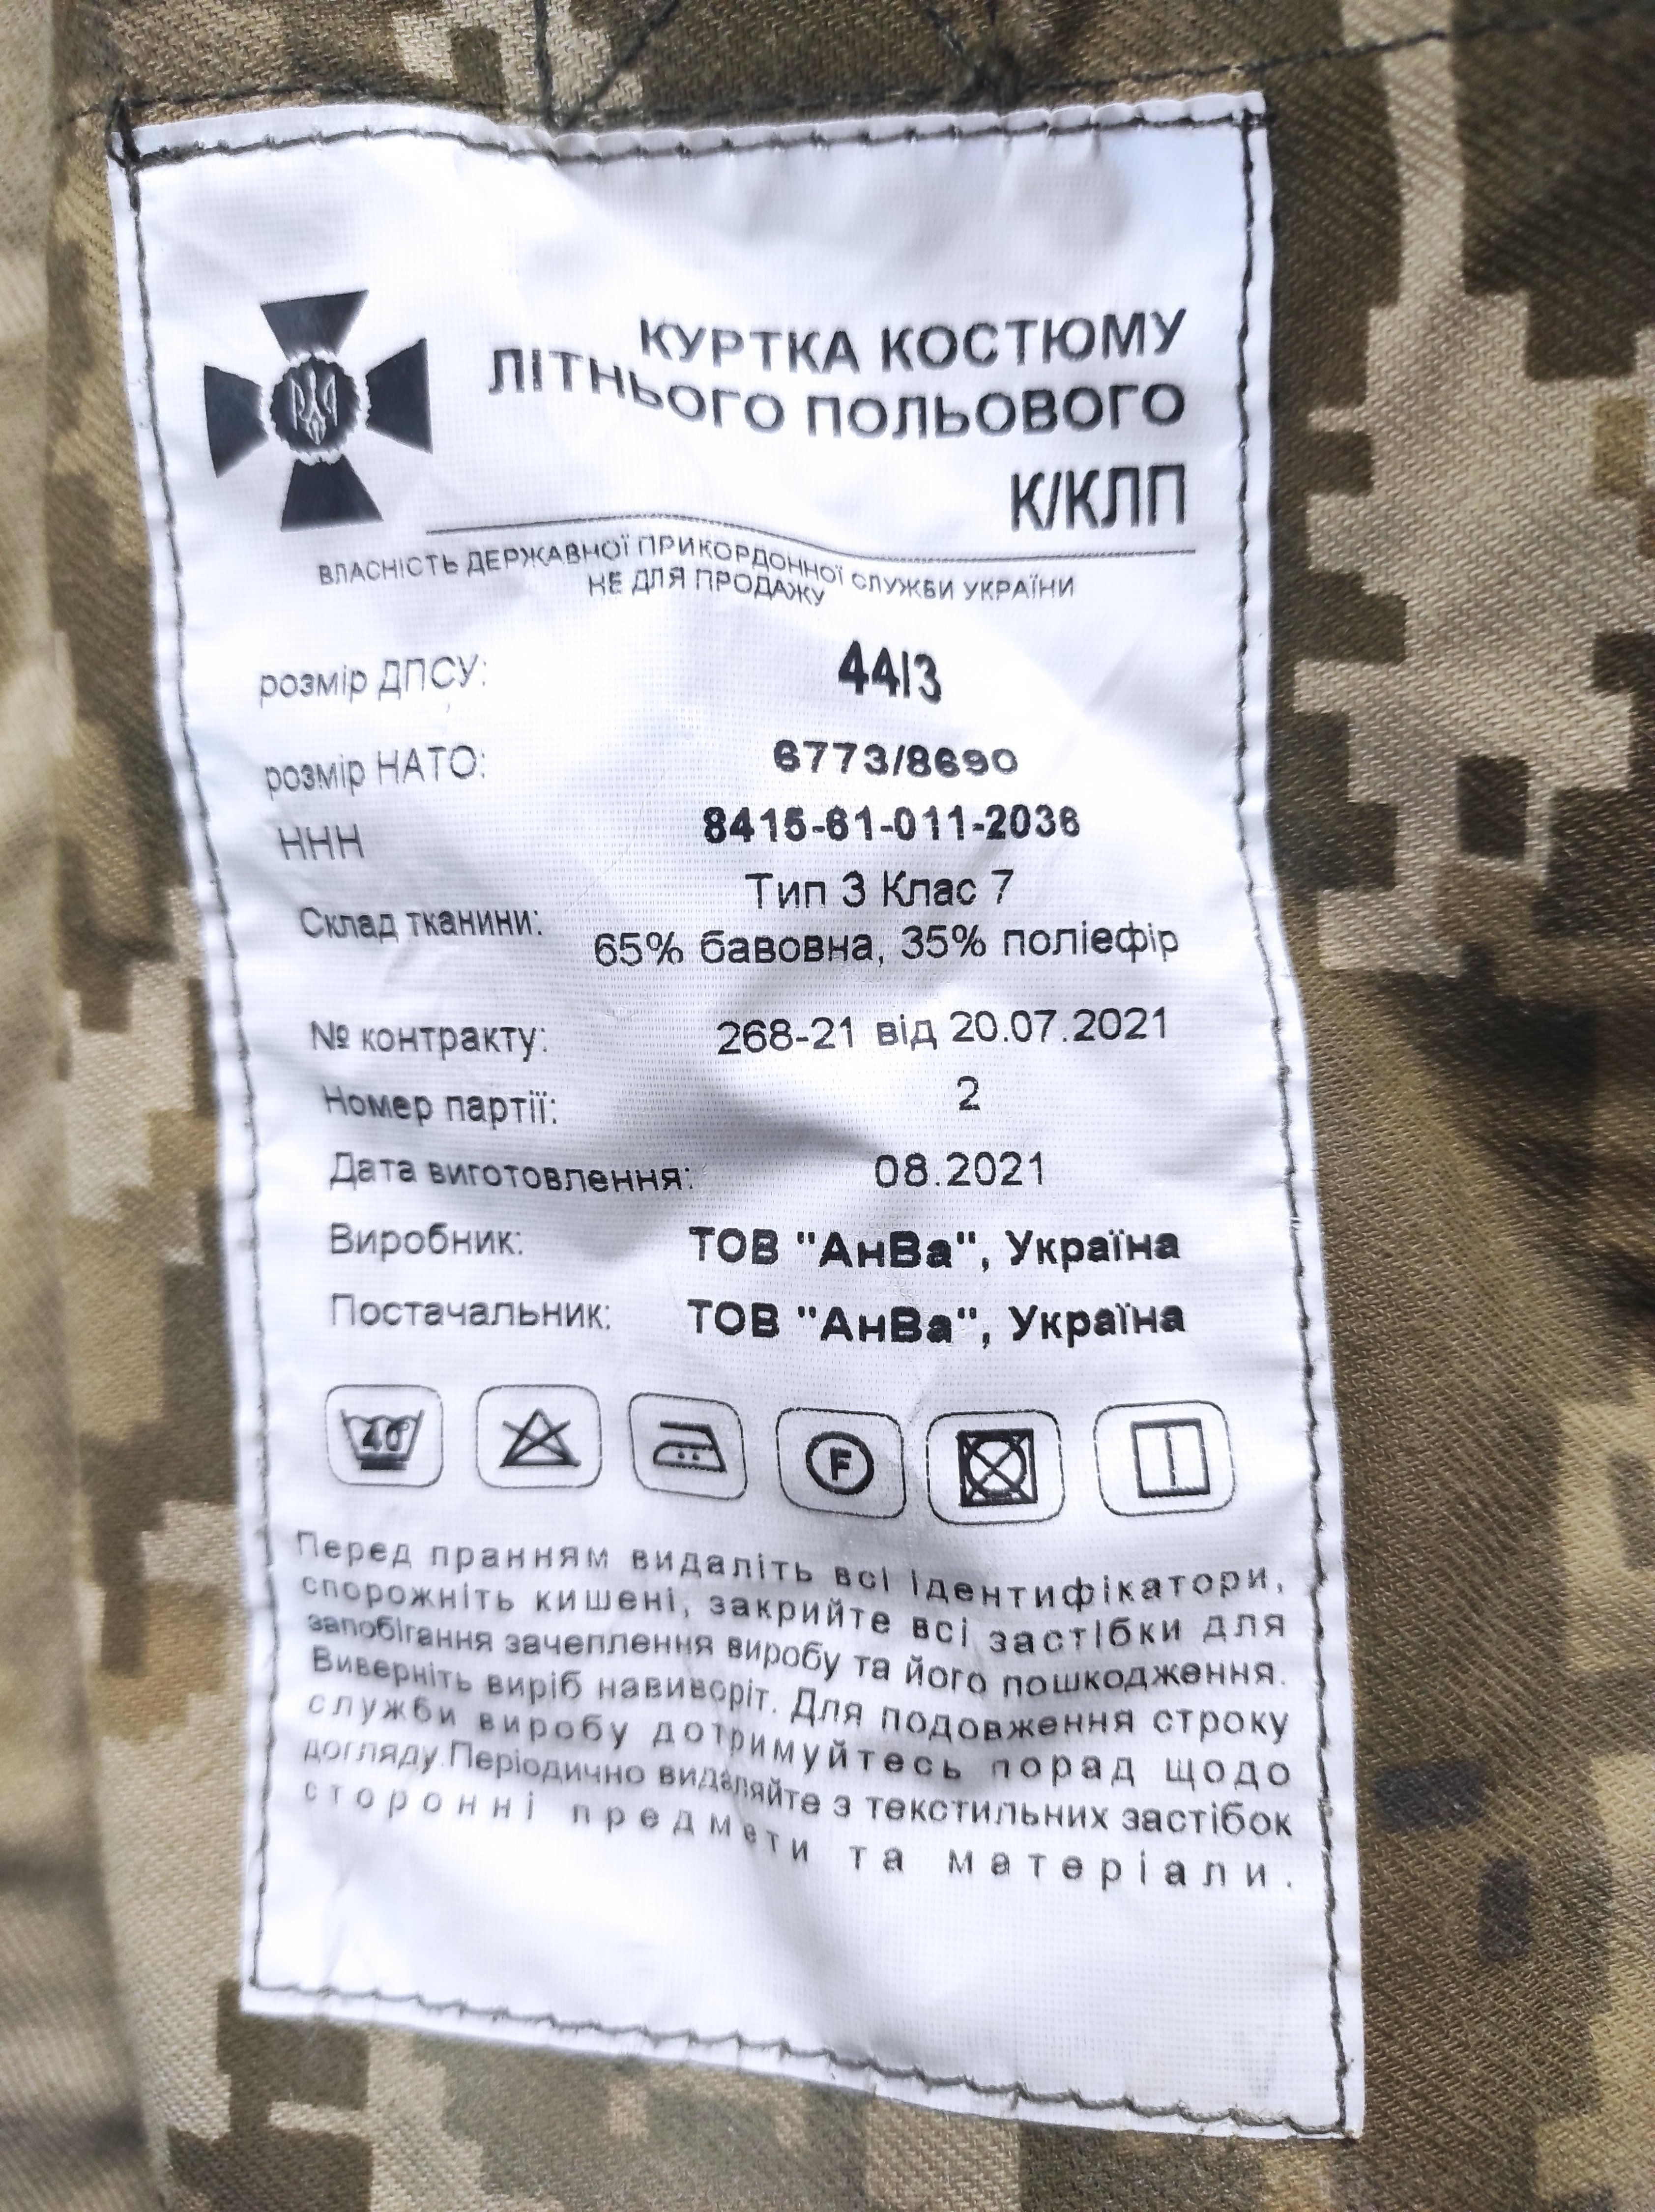 КУРТКА КОСТЮМУ
ЛІТНЬОГО ПОЛЬОВОГО
К/КЛП
ВЛАСНІСТЬ ДЕРЖАВНОЇ ПРИКОРДОННОЇ СЛУЖБИ УКРАЇНИ
НЕ ДЛЯ ПРОДАЖУ
розмір ДПСУ: 44/3
розмір НАТО: 6773/8690
ННН 8415-61-011-2036
Тип 3 Клас 7
Склад тканини: 65% бавовна, 35% поліефір
№ контракту: 268-21 від 20.07.2021
Номер партії: 2
Дата виготовлення: 08.2021
Виробник: ТОВ "АнВа", Україна
Постачальник: ТОВ "АнВа", Україна
40 F
Перед пранням видаліть всі ідентифікатори,
спорожніть кишені, закрийте всі застібки для
запобігання зачеплення виробу та його пошкодження.
Виверніть виріб навиворіт. Для подовження строку
служби виробу дотримуйтесь порад щодо
догляду.Періодично видаляйте з текстильних застібок
сторонні предмети та матеріали.